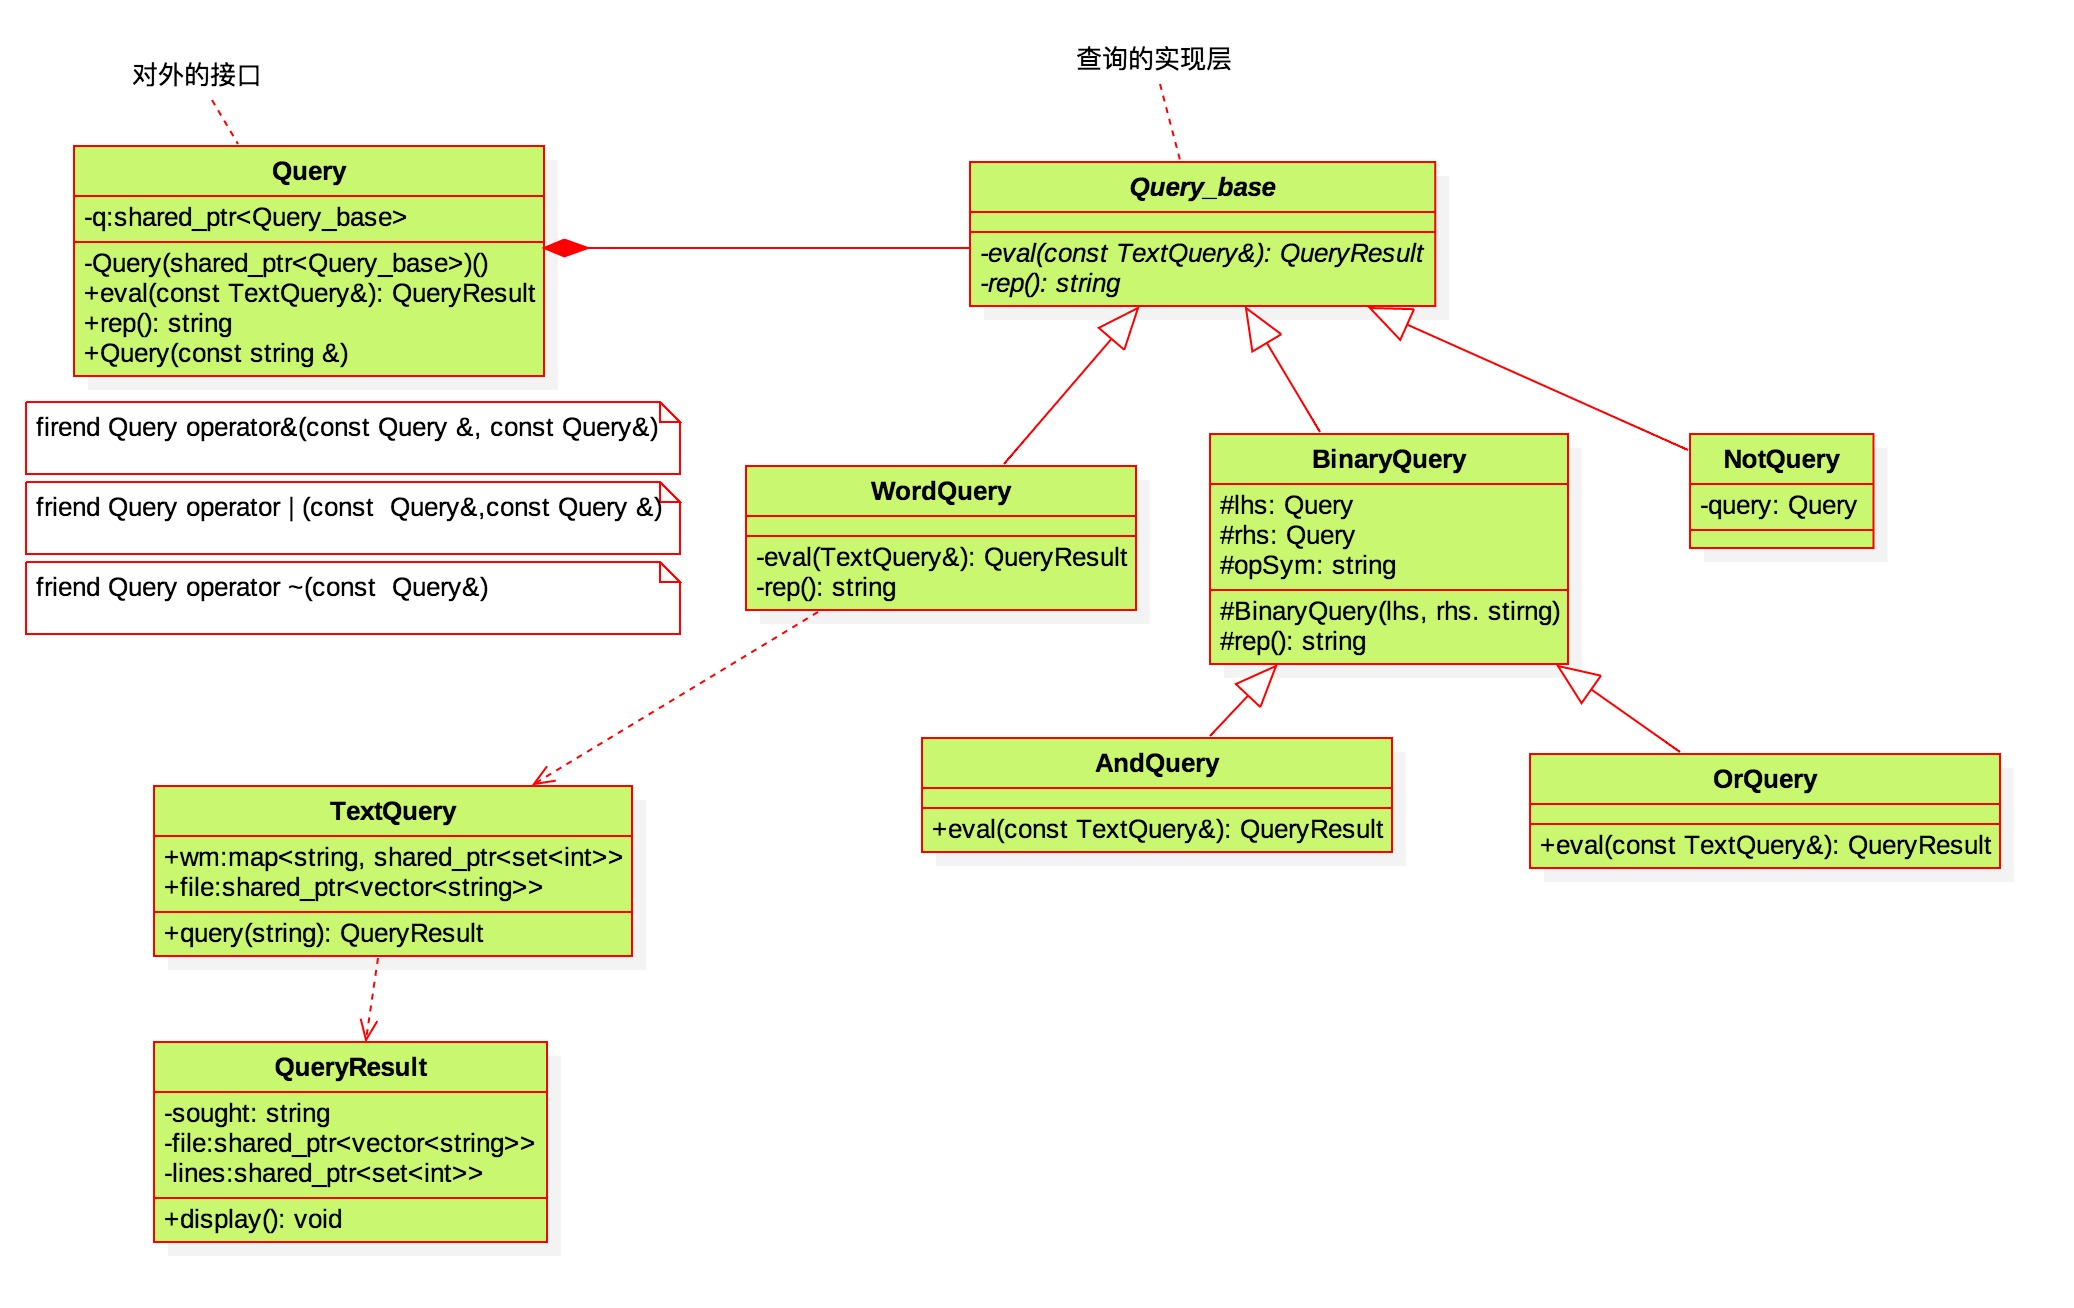 对外的接口
查询的实现层
Query
-q:shared_ptr<Query_base>
-Query(shared_ptr<Query_base>)()
+eval(const TextQuery&): QueryResult
+rep(): string
+Query(const string &)
Query_base
-eval(const TextQuery&): QueryResult
-rep(): string
firend Query operator&(const Query &, const Query&)
friend Query operator | (const  Query&,const Query &)
friend Query operator ~(const  Query&)
WordQuery
-eval(TextQuery&): QueryResult
-rep(): string
BinaryQuery
#lhs: Query
#rhs: Query
#opSym: string
#BinaryQuery(lhs, rhs. stirng)
#rep(): string
NotQuery
-query: Query
AndQuery
+eval(const TextQuery&): QueryResult
OrQuery
+eval(const TextQuery&): QueryResult
TextQuery
+wm:map<string, shared_ptr<set<int>>
+file:shared_ptr<vector<string>>
+query(string): QueryResult
QueryResult
-sought: string
-file:shared_ptr<vector<string>>
-lines:shared_ptr<set<int>>
+display(): void